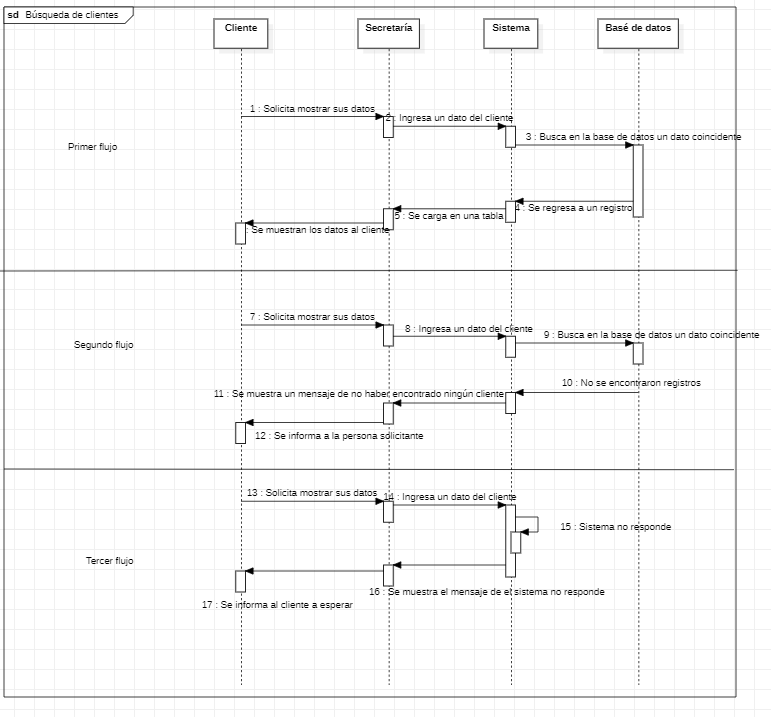 sd Búsqueda de clientes
Cliente
Secretaría
Sistema
Basé de datos
1 : Solicita mostrar sus datos
2 : Ingresa un dato del cliente
3 : Busca en la base de datos un dato coincidente
Primer flujo
4 : Se regresa a un registro
5 : Se carga en una tabla
: Se muestran los datos al cliente
7 : Solicita mostrar sus datos
8 : Ingresa un dato del cliente
9 : Busca en la base de datos un dato coincidente
Segundo flujo
10 : No se encontraron registros
11 : Se muestra un mensaje de no haber encontrado ningún cliente
12 : Se informa a la persona solicitante
13 : Solicita mostrar sus datos
14 : Ingresa un dato del cliente
15 : Sistema no responde
Tercer flujo
16 : Se muestra el mensaje de el sistema no responde
17 : Se informa al cliente a esperar